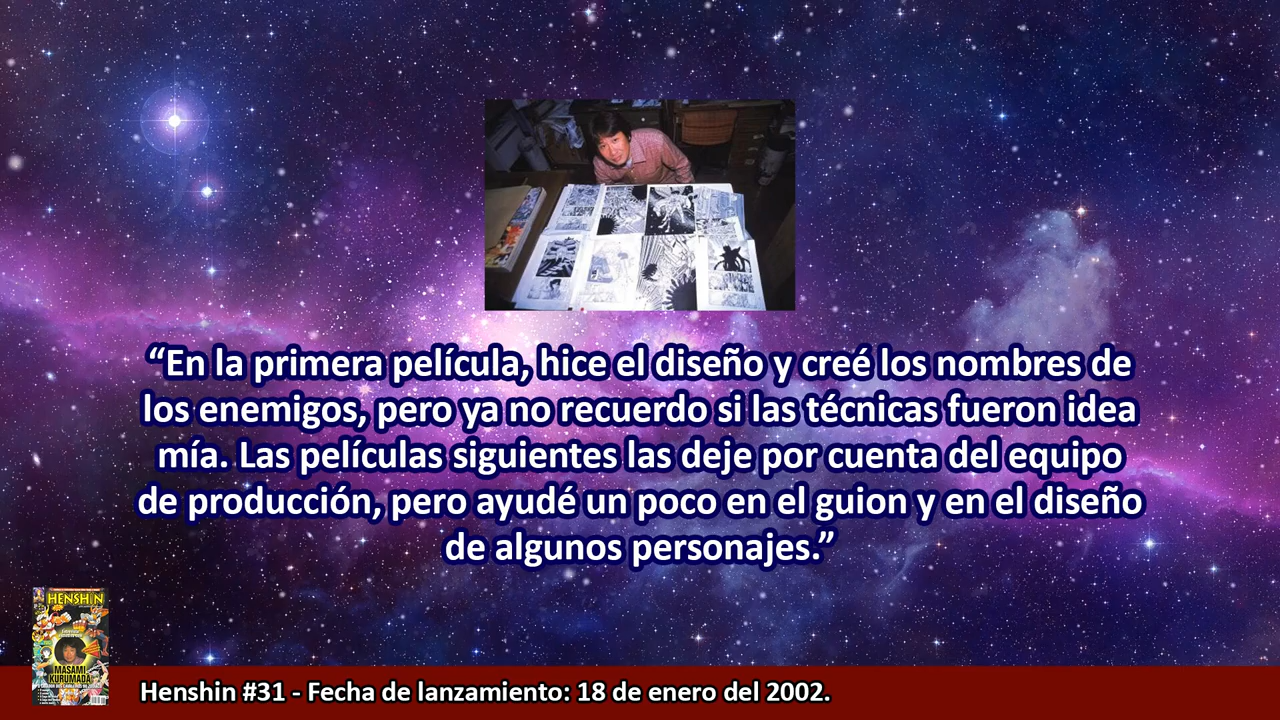 “En la primera película, hice el diseño y creé los nombres de
los enemigos, pero ya no recuerdo si las técnicas fueron idea
mía. Las películas siguientes las deje por cuenta del equipo
de producción, pero ayudé un poco en el guion y en el diseño
de algunos personajes.”
HENSHIN
MASAMI
KURUMADA
Henshin #31 - Fecha de lanzamiento: 18 de enero del 2002.